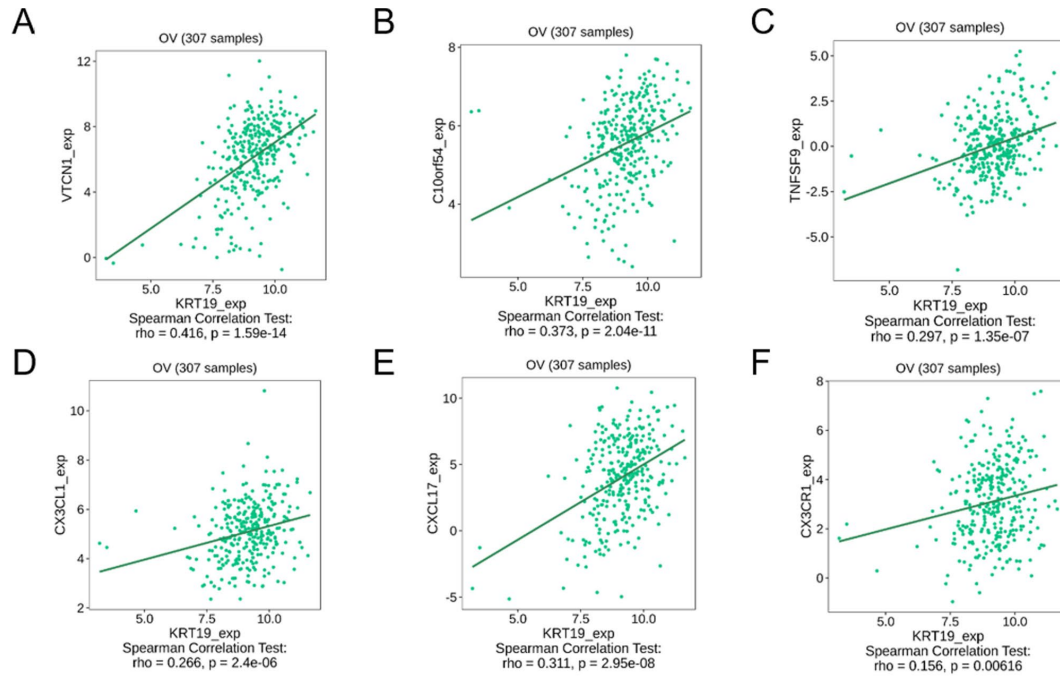 A
OV (307 samples)
12
8
4
0
VTCN1_exp
5.0 7.5 10.0
KRT19_exp
Spearman Correlation Test:
rho = 0.416, p = 1.59e-14
B
OV (307 samples)
8
6
4
C10orf54_exp
5.0 7.5 10.0
KRT19_exp
Spearman Correlation Test:
rho = 0.373, p = 2.04e-11
C
OV (307 samples)
5.0
2.5
0.0
-2.5
-5.0
TNFSF9_exp
5.0 7.5 10.0
KRT19_exp
Spearman Correlation Test:
rho = 0.297, p = 1.35e-07
D
OV (307 samples)
10
8
6
4
2
CX3CL1_exp
5.0 7.5 10.0
KRT19_exp
Spearman Correlation Test:
rho = 0.266, p = 2.4e-06
E
OV (307 samples)
10
5
0
-5
CXCL17_exp
5.0 7.5 10.0
KRT19_exp
Spearman Correlation Test:
rho = 0.311, p = 2.95e-08
F
OV (307 samples)
8
6
14
2
0
CX3CR1_exp
5.0 7.5 10.0
KRT19_exp
Spearman Correlation Test:
rho = 0.156, p = 0.00616